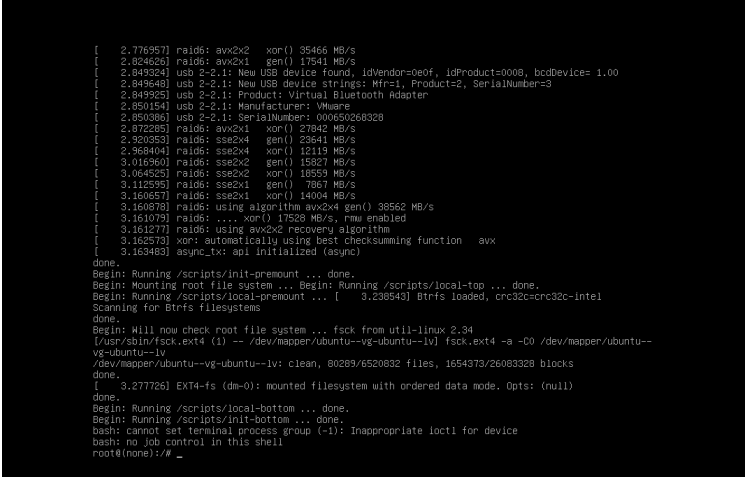 [    2.776957] raid6: avx2x2   xor() 35466 MB/s
[    2.824626] raid6: avx2x1   gen() 17541 MB/s
[    2.849324] usb 2-2.1: New USB device found, idVendor=0e0f, idProduct=0008, bcdDevice= 1.00
[    2.849648] usb 2-2.1: New USB device strings: Mfr=1, Product=2, SerialNumber=3
[    2.849925] usb 2-2.1: Product: Virtual Bluetooth Adapter
[    2.850154] usb 2-2.1: Manufacturer: VMware
[    2.850386] usb 2-2.1: SerialNumber: 000650268328
[    2.872285] raid6: avx2x1   xor() 27842 MB/s
[    2.920353] raid6: sse2x4   gen() 23641 MB/s
[    2.968404] raid6: sse2x4   xor() 12119 MB/s
[    3.016960] raid6: sse2x2   gen() 15827 MB/s
[    3.064525] raid6: sse2x2   xor() 18559 MB/s
[    3.112595] raid6: sse2x1   gen()  7867 MB/s
[    3.160657] raid6: sse2x1   xor() 14004 MB/s
[    3.160878] raid6: using algorithm avx2x4 gen() 38562 MB/s
[    3.161079] raid6: .... xor() 17528 MB/s, rmw enabled
[    3.161277] raid6: using avx2x2 recovery algorithm
[    3.162573] xor: automatically using best checksumming function   avx
[    3.163483] async_tx: api initialized (async)
done.
Begin: Running /scripts/init-premount ... done.
Begin: Mounting root file system ... Begin: Running /scripts/local-top ... done.
Begin: Running /scripts/local-premount ... [    3.238543] Btrfs loaded, crc32c=crc32c-intel
Scanning for Btrfs filesystems
done.
Begin: Will now check root file system ... fsck from util-linux 2.34
[/usr/sbin/fsck.ext4 (1) -- /dev/mapper/ubuntu--vg-ubuntu--lv] fsck.ext4 -a -C0 /dev/mapper/ubuntu--
vg-ubuntu--lv
/dev/mapper/ubuntu--vg-ubuntu--lv: clean, 80289/6520832 files, 1654373/26083328 blocks
done.
[    3.277726] EXT4-fs (dm-0): mounted filesystem with ordered data mode. Opts: (null)
done.
Begin: Running /scripts/local-bottom ... done.
Begin: Running /scripts/init-bottom ... done.
bash: cannot set terminal process group (-1): Inappropriate ioctl for device
bash: no job control in this shell
root@(none):/# _